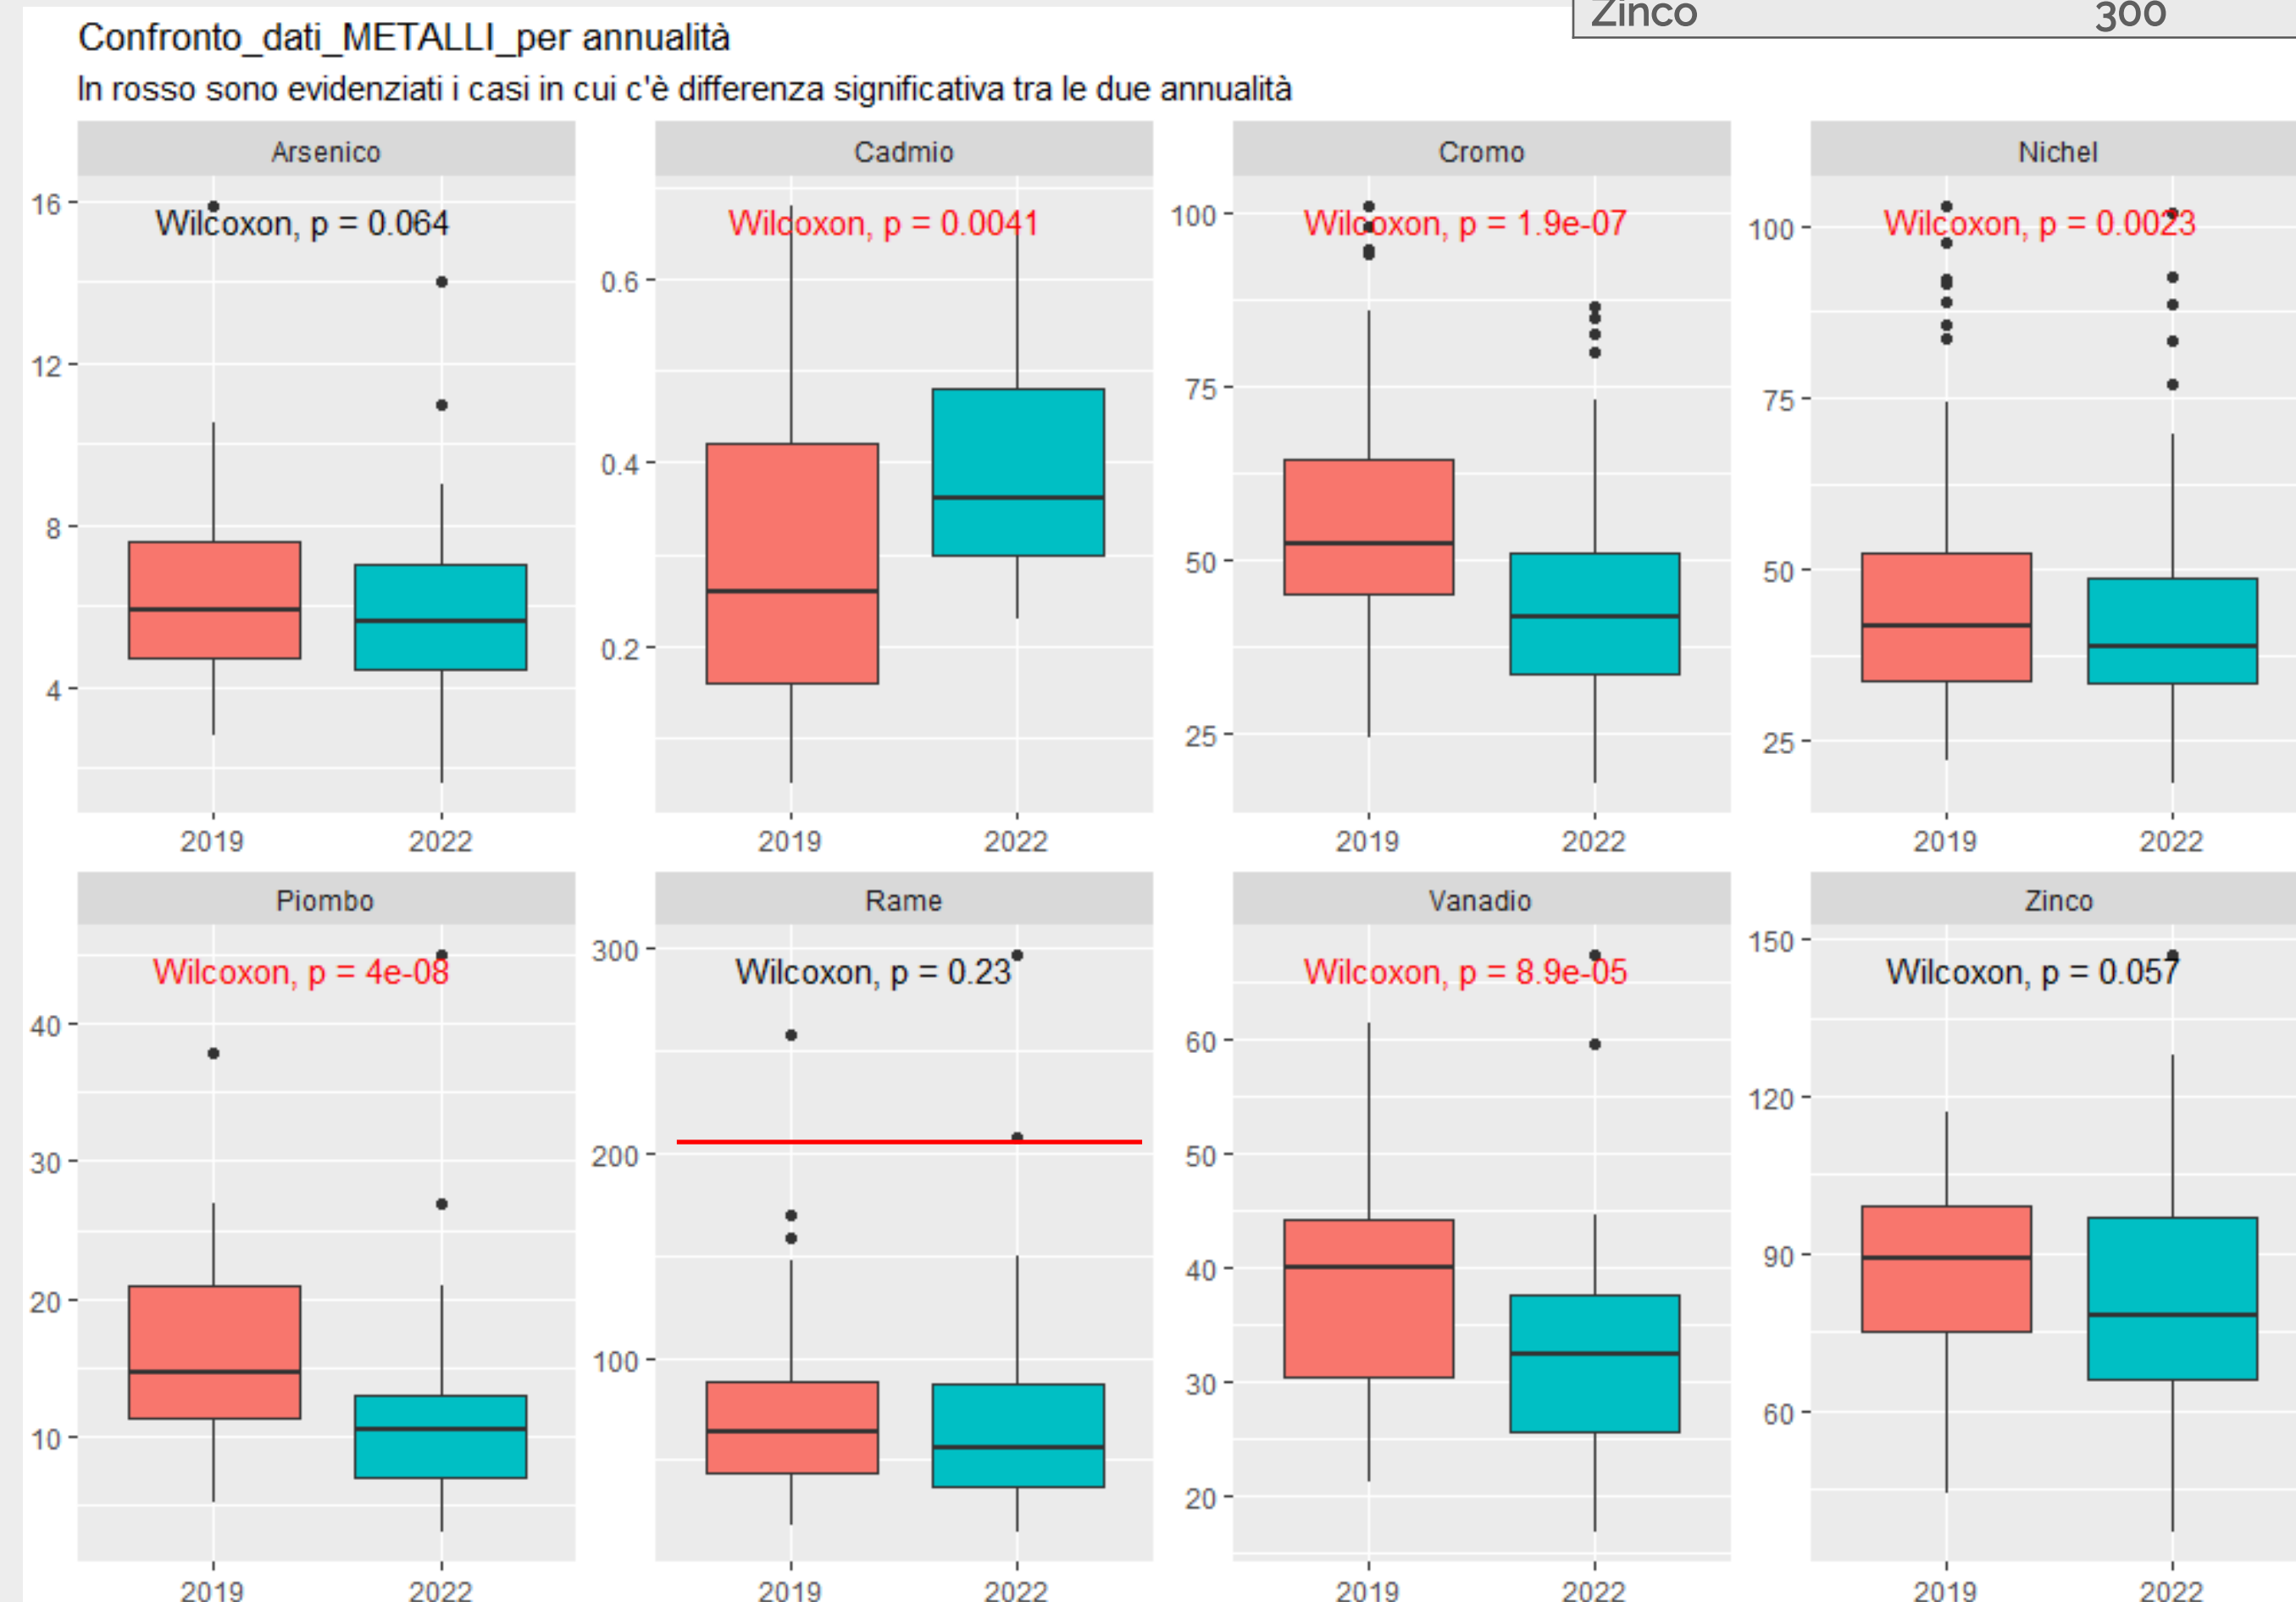 Zinco 300
Confronto_dati_METALLI_per annualità
In rosso sono evidenziati i casi in cui c'è differenza significativa tra le due annualità
Arsenico Cadmio Cromo Nichel
Wilcoxon, p = 0.064 Wilcoxon, p = 0.0041 Wilcoxon, p = 1.9e-07 Wilcoxon, p = 0.0023
16 12 8 4
0.6 0.4 0.2
100 75 50 25
100 75 50 25
2019 2022 2019 2022 2019 2022 2019 2022
Piombo Rame Vanadio Zinco
Wilcoxon, p = 4e-08 Wilcoxon, p = 0.23 Wilcoxon, p = 8.9e-05 Wilcoxon, p = 0.057
40 30 20 10
300 200 100
60 50 40 30 20
150 120 90 60
2019 2022 2019 2022 2019 2022 2019 2022